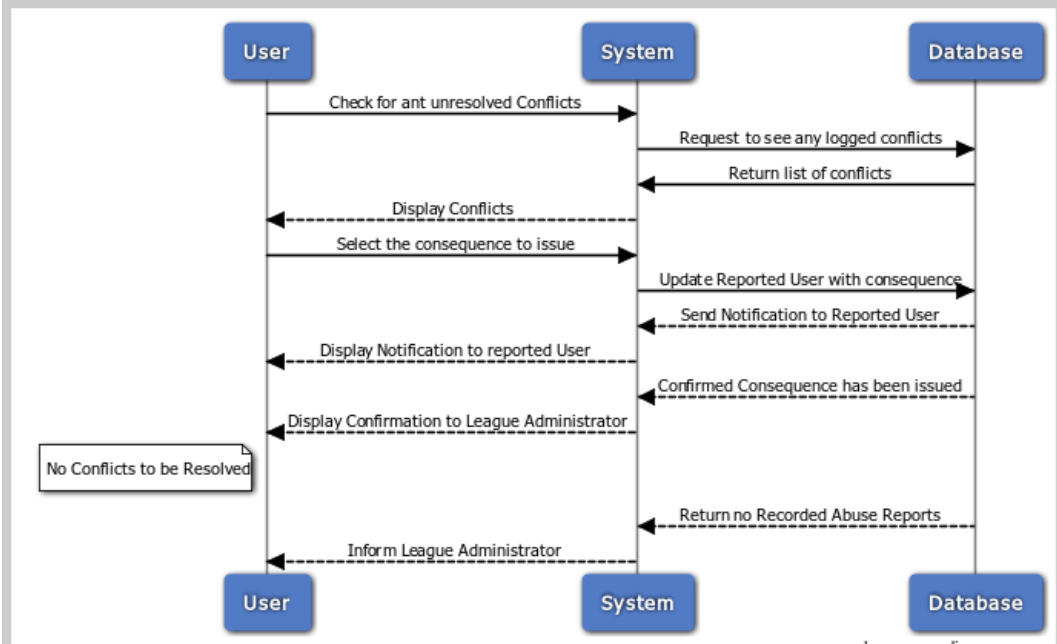 User
System
Database
Check for ant unresolved Conflicts
Request to see any logged conflicts
Return list of conflicts
Display Conflicts
Select the consequence to issue
Update Reported User with consequence
Send Notification to Reported User
Display Notification to reported User
Confirmed Consequence has been issued
Display Confirmation to League Administrator
No Conflicts to be Resolved
Return no Recorded Abuse Reports
Inform League Administrator
User
System
Database